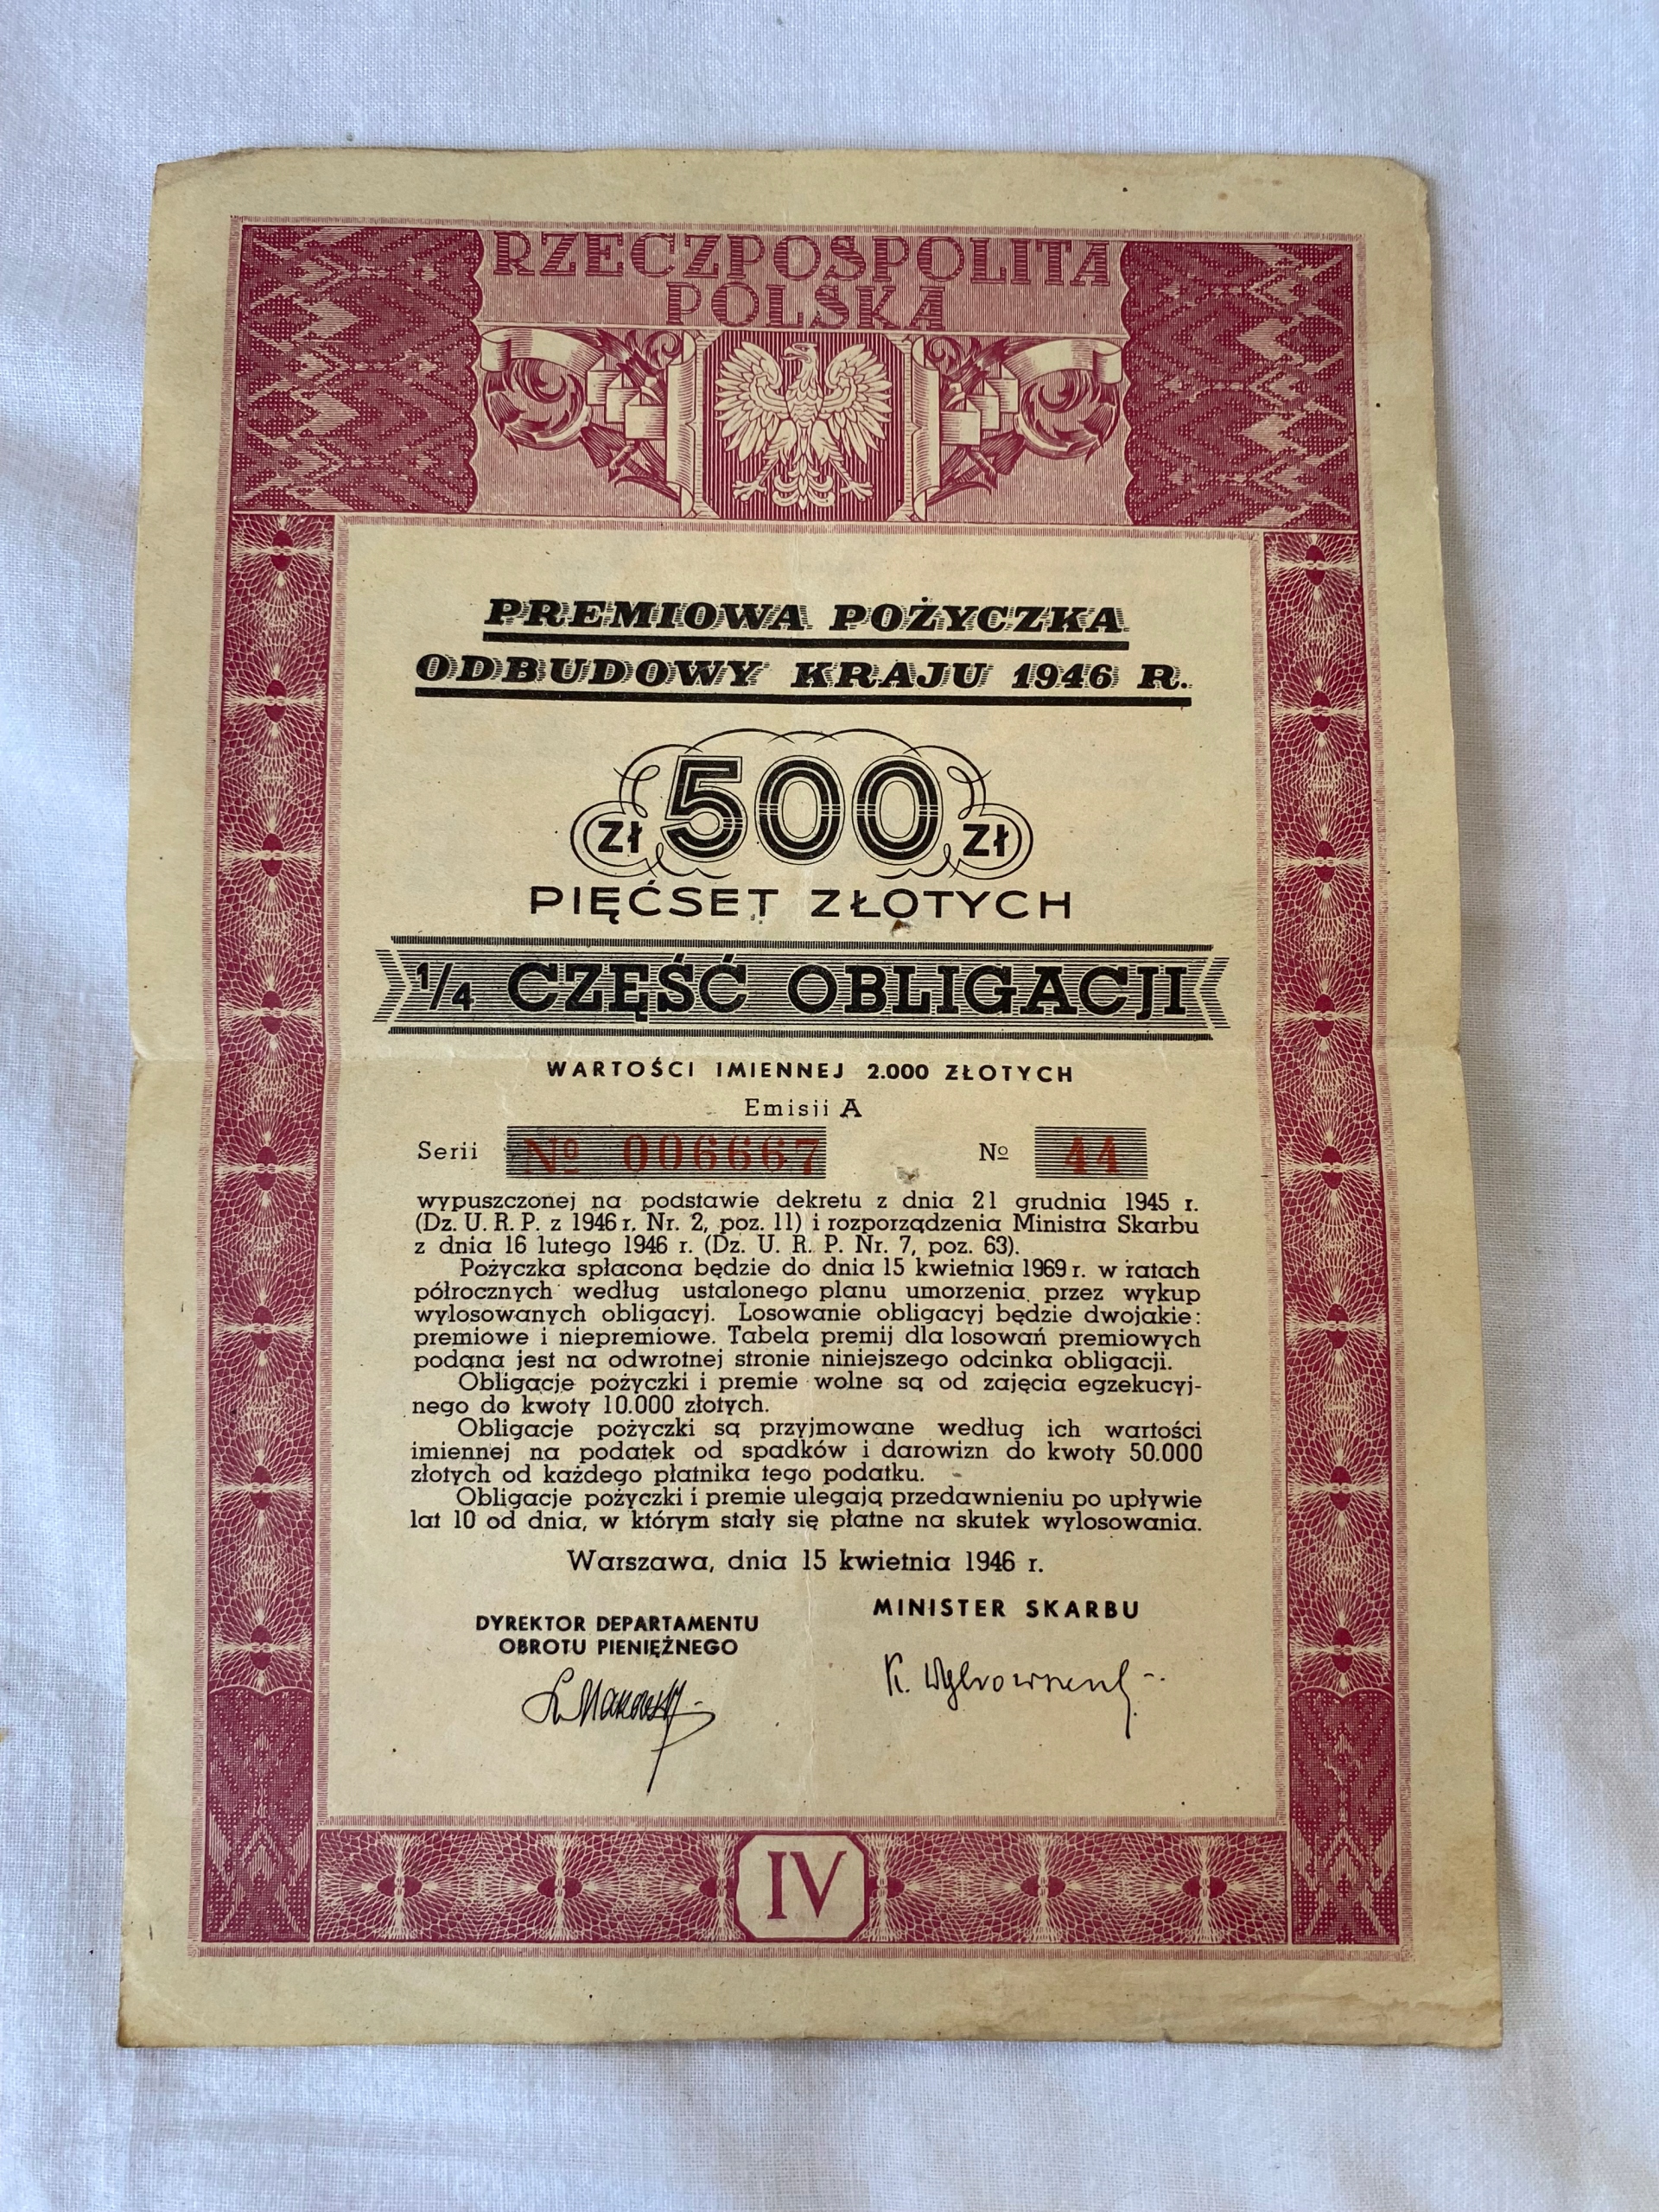 RZECZPOSPOLITA
POLSKA
PREMIOWA POŻYCZKA
ODBUDOWY KRAJU 1946 R.
zł 500 zł
PIĘĆSET ZŁOTYCH
1/4 CZĘŚĆ OBLIGACJI
WARTOŚCI IMIENNEJ 2.000 ZŁOTYCH
Emisji A
Serii № 006667 № 44
wypuszczonej na podstawie dekretu z dnia 21 grudnia 1945 r.
(Dz. U. R. P. z 1946 r. Nr. 2, poz. 11) i rozporządzenia Ministra Skarbu
z dnia 16 lutego 1946 r. (Dz. U. R. P. Nr. 7, poz. 63).
Pożyczka spłacona będzie do dnia 15 kwietnia 1969 r. w ratach
półrocznych według ustalonego planu umorzenia przez wykup
wylosowanych obligacyj. Losowanie obligacyj będzie dwojakie:
premiowe i niepremiowe. Tabela premij dla losowań premiowych
podana jest na odwrotnej stronie niniejszego odcinka obligacji.
Obligacje pożyczki i premie wolne są od zajęcia egzekucyj-
nego do kwoty 10.000 złotych.
Obligacje pożyczki są przyjmowane według ich wartości
imiennej na podatek od spadków i darowizn do kwoty 50.000
złotych od każdego płatnika tego podatku.
Obligacje pożyczki i premie ulegają przedawnieniu po upływie
lat 10 od dnia, w którym stały się płatne na skutek wylosowania.
Warszawa, dnia 15 kwietnia 1946 r.
DYREKTOR DEPARTAMENTU
OBROTU PIENIĘŻNEGO
MINISTER SKARBU
IV